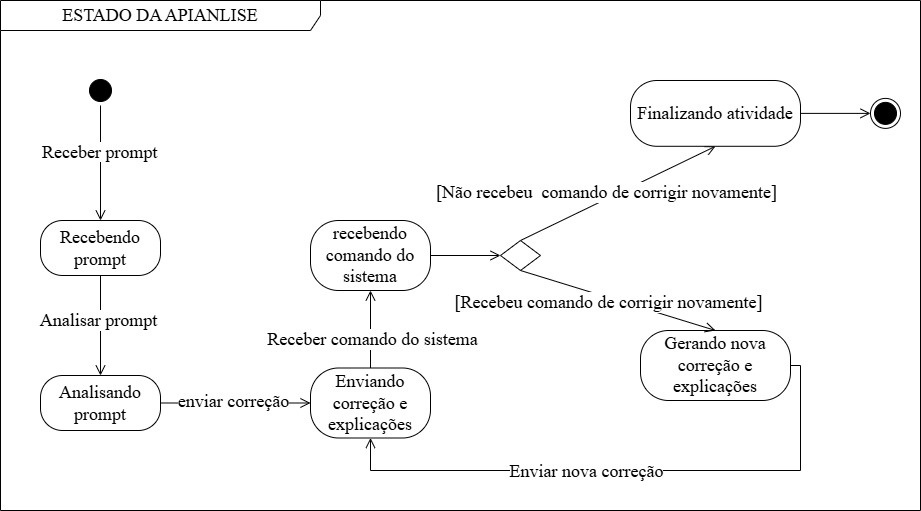 ESTADO DA APIANLISE
Receber prompt
Recebendo
prompt
Analisar prompt
Analisando
prompt
enviar correção
Enviando
correção e
explicações
Receber comando do sistema
recebendo
comando do
sistema
[Não recebeu  comando de corrigir novamente]
Finalizando atividade
[Recebeu comando de corrigir novamente]
Gerando nova
correção e
explicações
Enviar nova correção